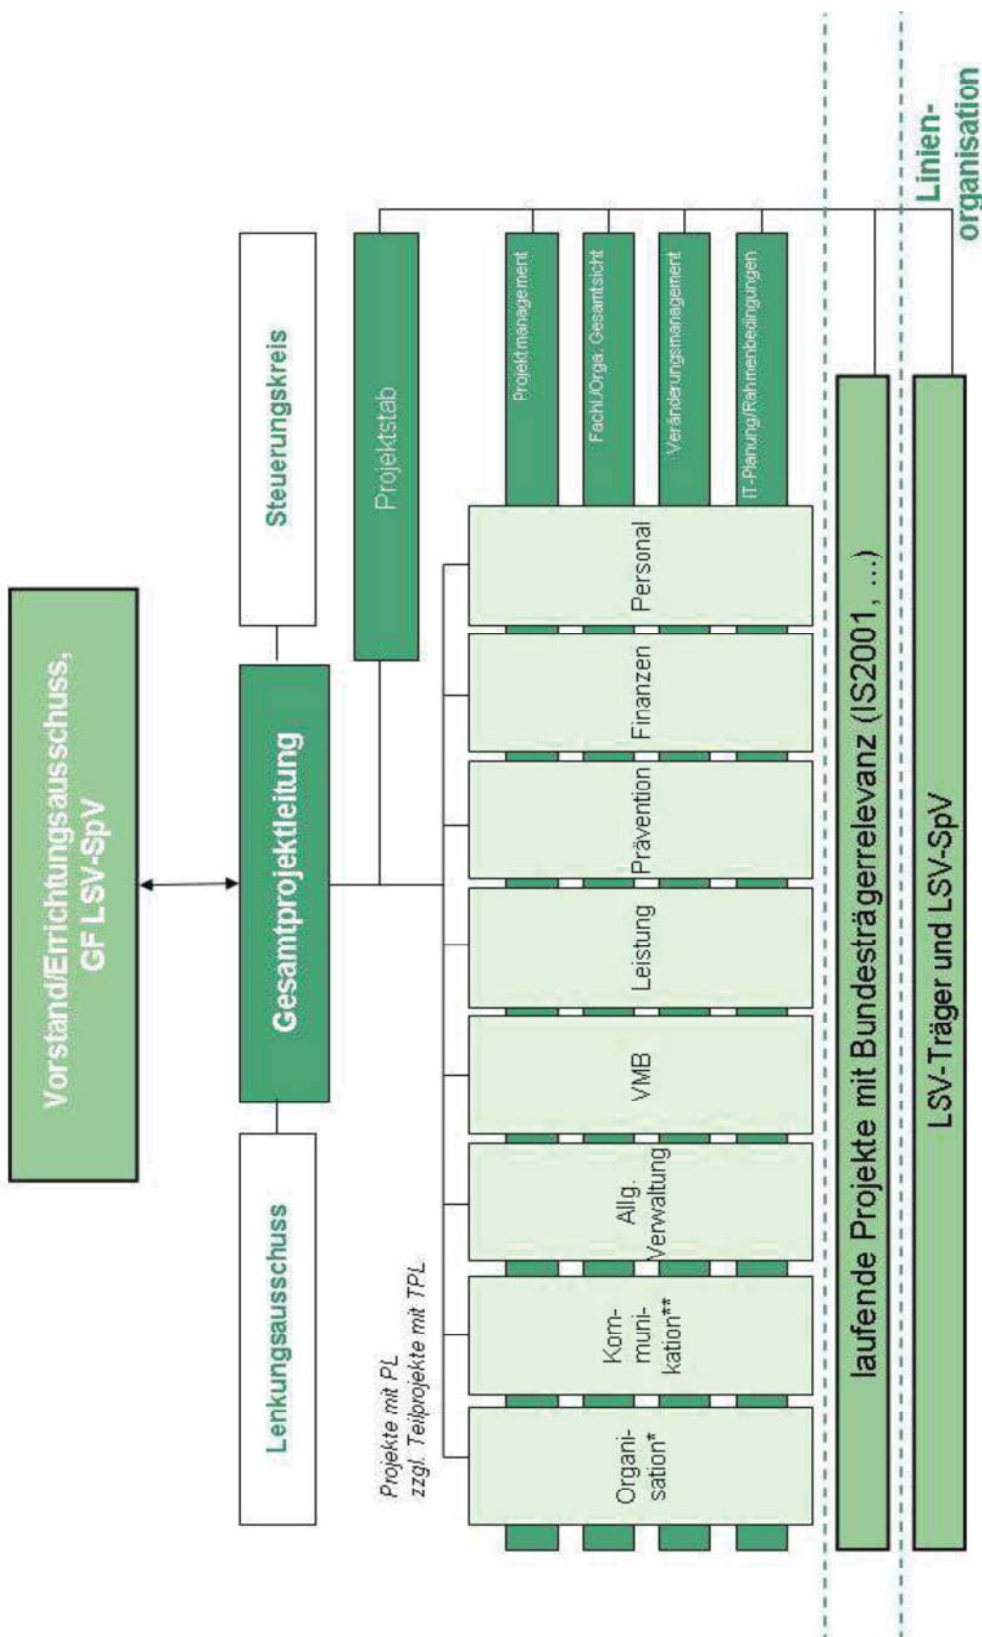 Vorstand/Errichtungsausschuss,
GF LSV-SpV
Lenkungsausschuss
Gesamtprojektleitung
Steuerungskreis
Projektstab
Projekte mit PL
zzgl. Teilprojekte mit TPL
Organi-
sation*
Kom-
muni-
kation**
Allg.
Verwaltung
VMB
Leistung
Prävention
Finanzen
Personal
Projektmanagement
Fachl./Orga. Gesamtsicht
Veränderungsmanagement
IT-Planung/Rahmenbedingungen
laufende Projekte mit Bundesträgerrelevanz (IS2001, ...)
Linien-
organisation
LSV-Träger und LSV-SpV